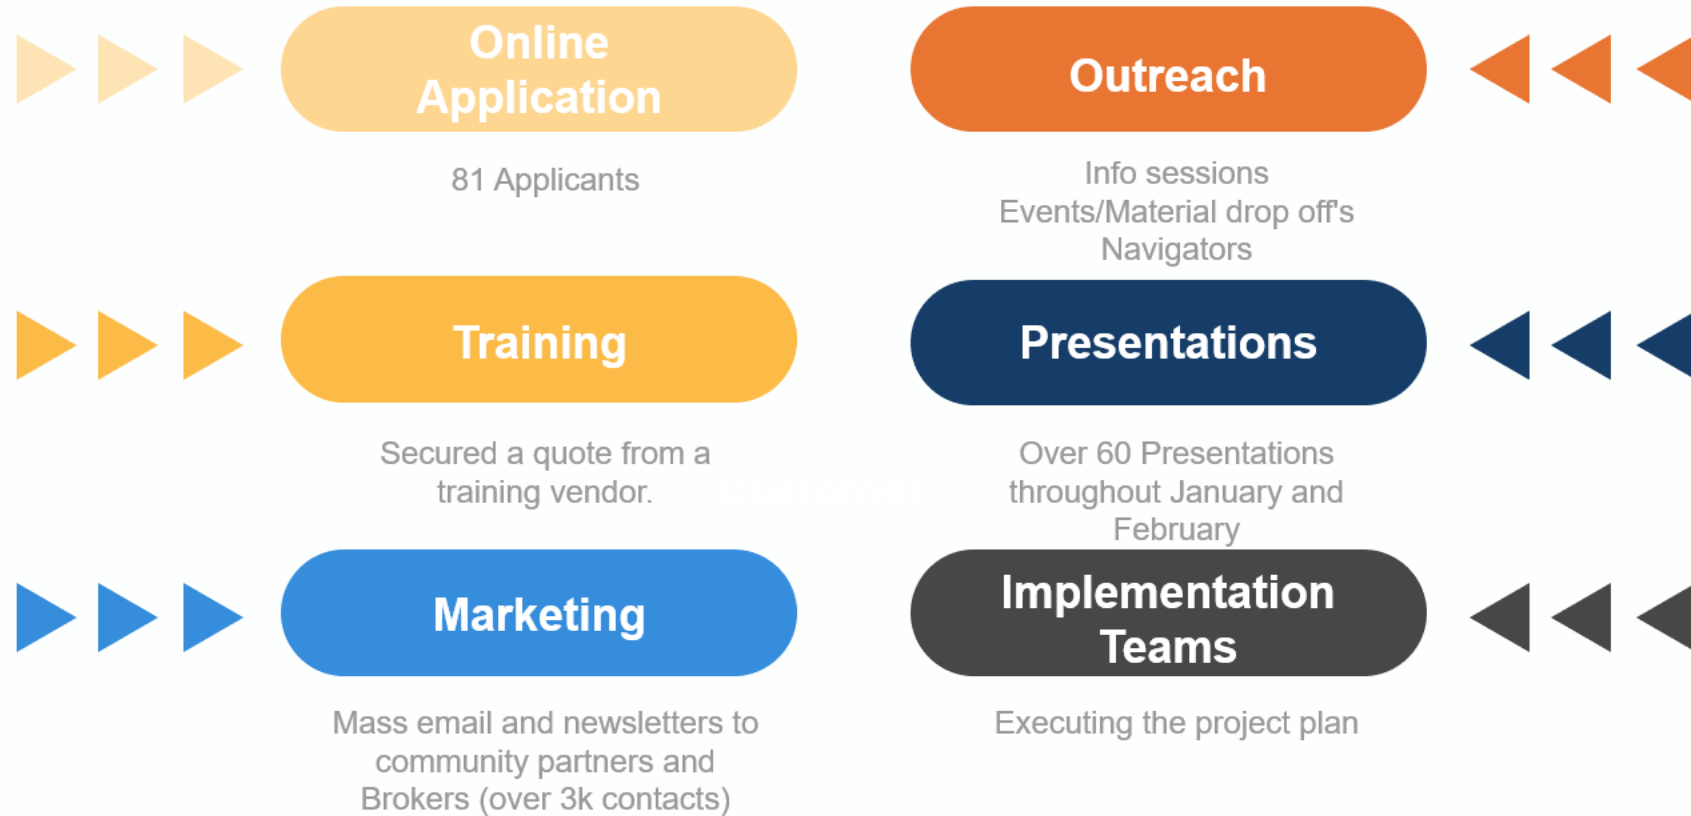 Online
Application
81 Applicants
Training
Secured a quote from a
training vendor.
Marketing
Mass email and newsletters to
community partners and
Brokers (over 3k contacts)
Outreach
Info sessions
Events/Material drop off's
Navigators
Presentations
Over 60 Presentations
throughout January and
February
Implementation
Teams
Executing the project plan